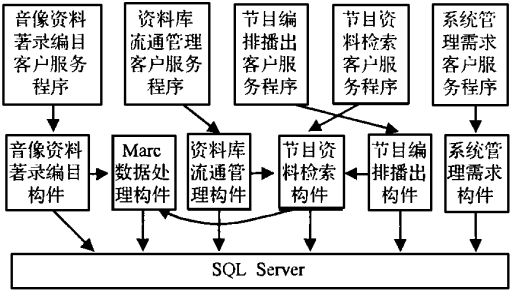 音像资料
著录编目
客户服务
程序
资料库
流通管理
客户服务
程序
节目编
排播出
客户服
务程序
节目资
料检索
客户服
务程序
系统管
理需求
客户服
务程序
音像资料
著录编目
构件
Marc
数据处
理构件
资料库
流通管
理构件
节目资
料检索
构件
节目编
排播出
构件
系统管
理需求
构件
SQL Server